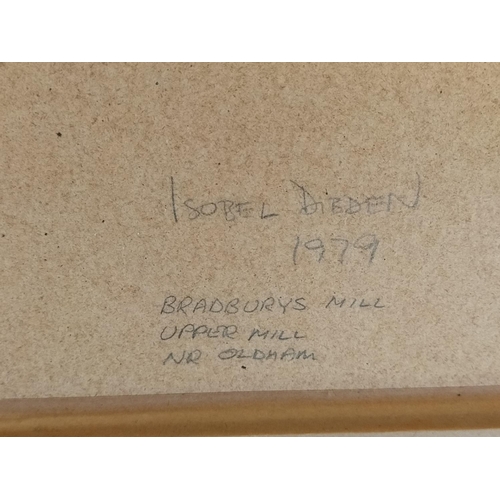 ISOBEL DIBDEN
1979
BRADBURYS MILL
UPPER MILL
NR OLDHAM